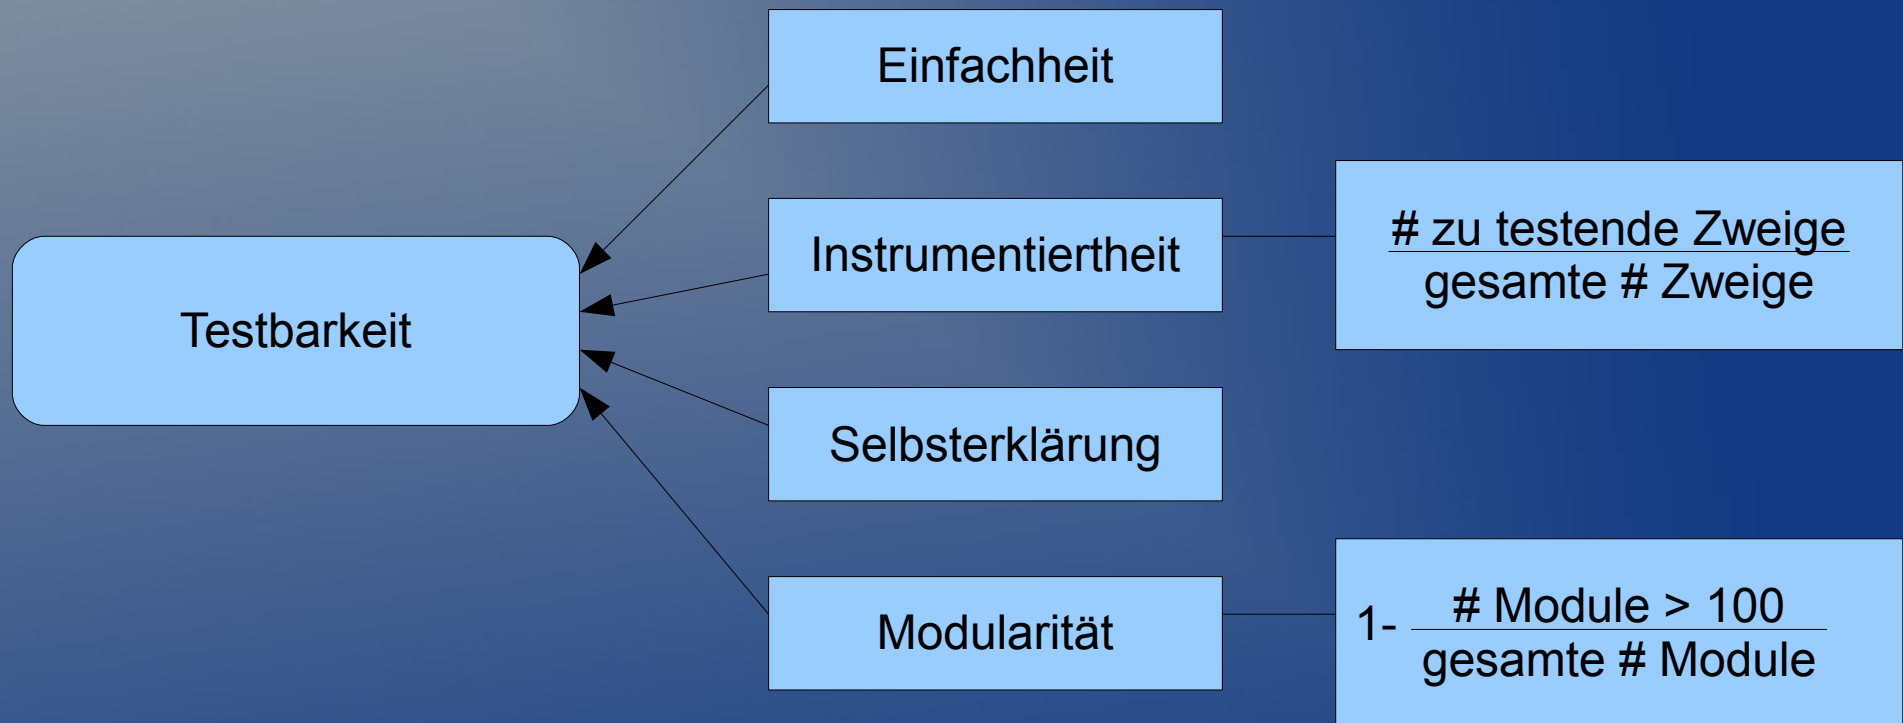 Einfachheit
Instrumentiertheit
# zu testende Zweige
gesamte # Zweige
Testbarkeit
Selbsterklärung
Modularität
1- # Module > 100
gesamte # Module